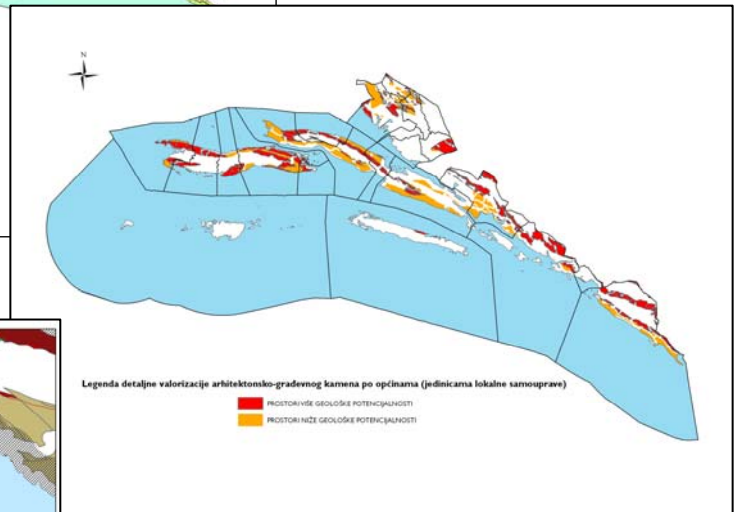 N
Legenda detaljne valorizacije arhitektonsko-građevnog kamena po općinama (jedinicama lokalne samouprave)
PROSTORI VIŠE GEOLOŠKE POTENCIJALNOSTI
PROSTORI NIŽE GEOLOŠKE POTENCIJALNOSTI